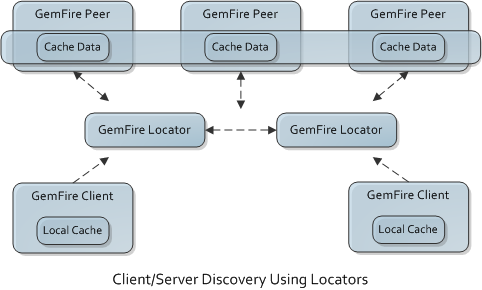 GemFire Peer GemFire Peer GemFire Peer
Cache Data Cache Data Cache Data
GemFire Locator GemFire Locator
GemFire Client GemFire Client
Local Cache Local Cache
Client/Server Discovery Using Locators